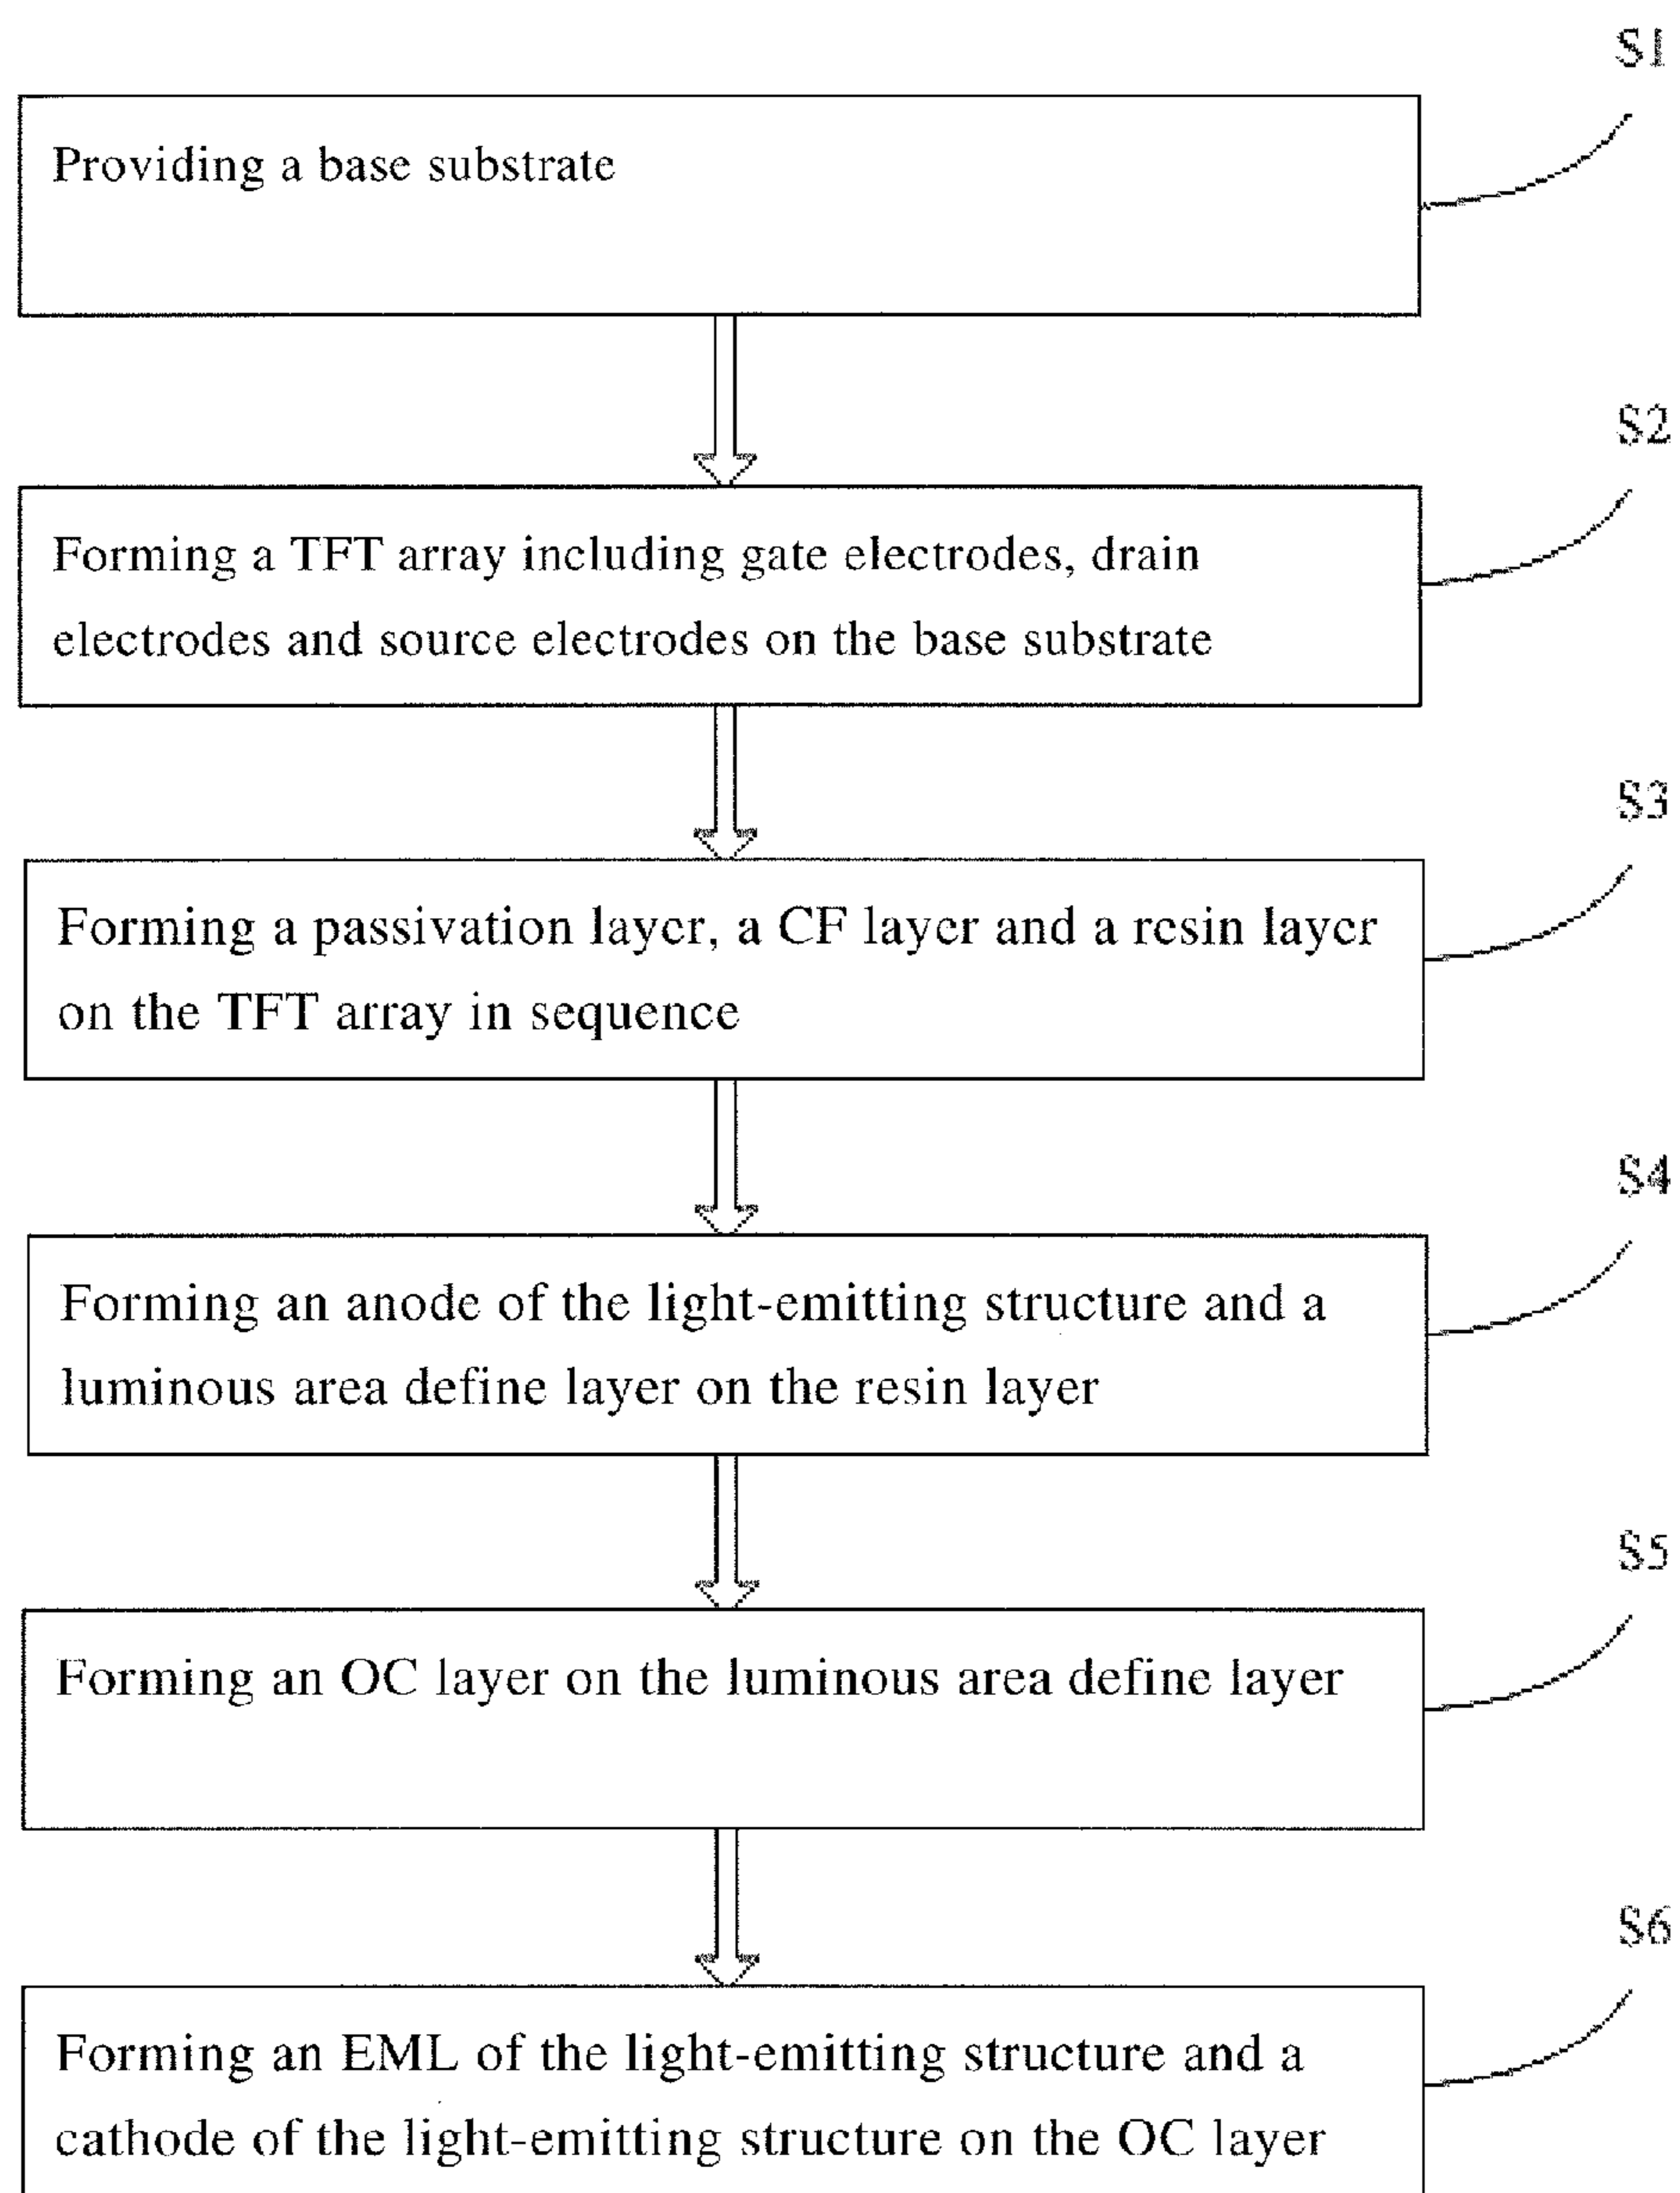 S1
Providing a base substrate
S2
Forming a TFT array including gate electrodes, drain
electrodes and source electrodes on the base substrate
S3
Forming a passivation layer, a CF layer and a resin layer
on the TFT array in sequence
S4
Forming an anode of the light-emitting structure and a
luminous area define layer on the resin layer
S5
Forming an OC layer on the luminous area define layer
S6
Forming an EML of the light-emitting structure and a
cathode of the light-emitting structure on the OC layer